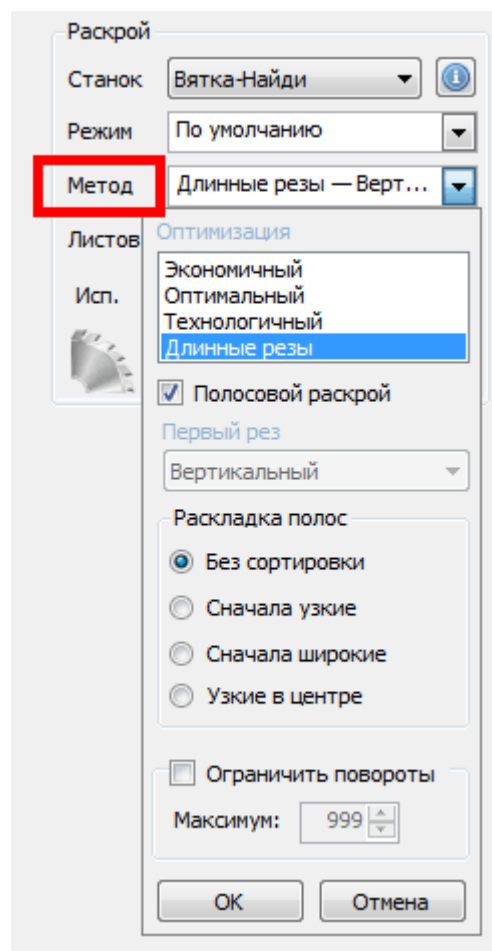 Раскрой
Станок Вятка-Найди
Режим По умолчанию
Метод Длинные резы — Верт...
Листов
Оптимизация
Исп.
Экономичный
Оптимальный
Технологичный
Длинные резы
Полосовой раскрой
Первый рез
Вертикальный
Раскладка полос
Без сортировки
Сначала узкие
Сначала широкие
Узкие в центре
Ограничить повороты
Максимум: 999
ОК Отмена